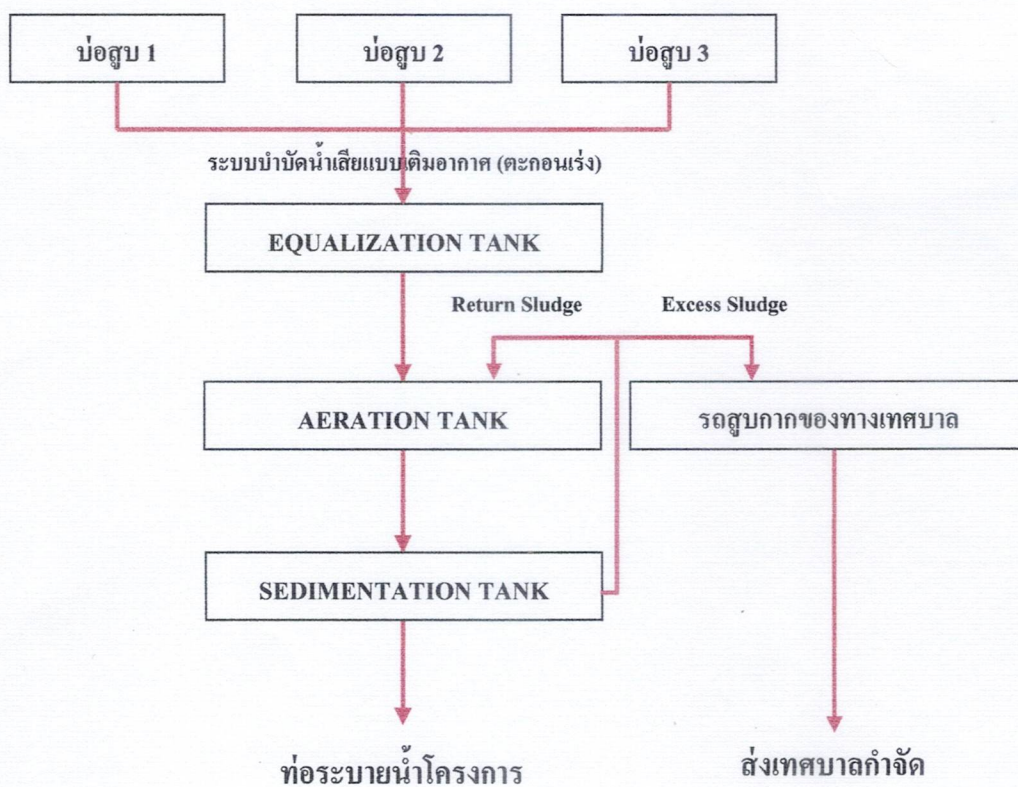 บ่อสูบ 1
บ่อสูบ 2
บ่อสูบ 3
ระบบบำบัดน้ำเสียแบบเติมอากาศ (ตะกอนเร่ง)
EQUALIZATION TANK
Return Sludge
Excess Sludge
AERATION TANK
รถสูบกากของทางเทศบาล
SEDIMENTATION TANK
ท่อระบายน้ำโครงการ
ส่งเทศบาลกำจัด